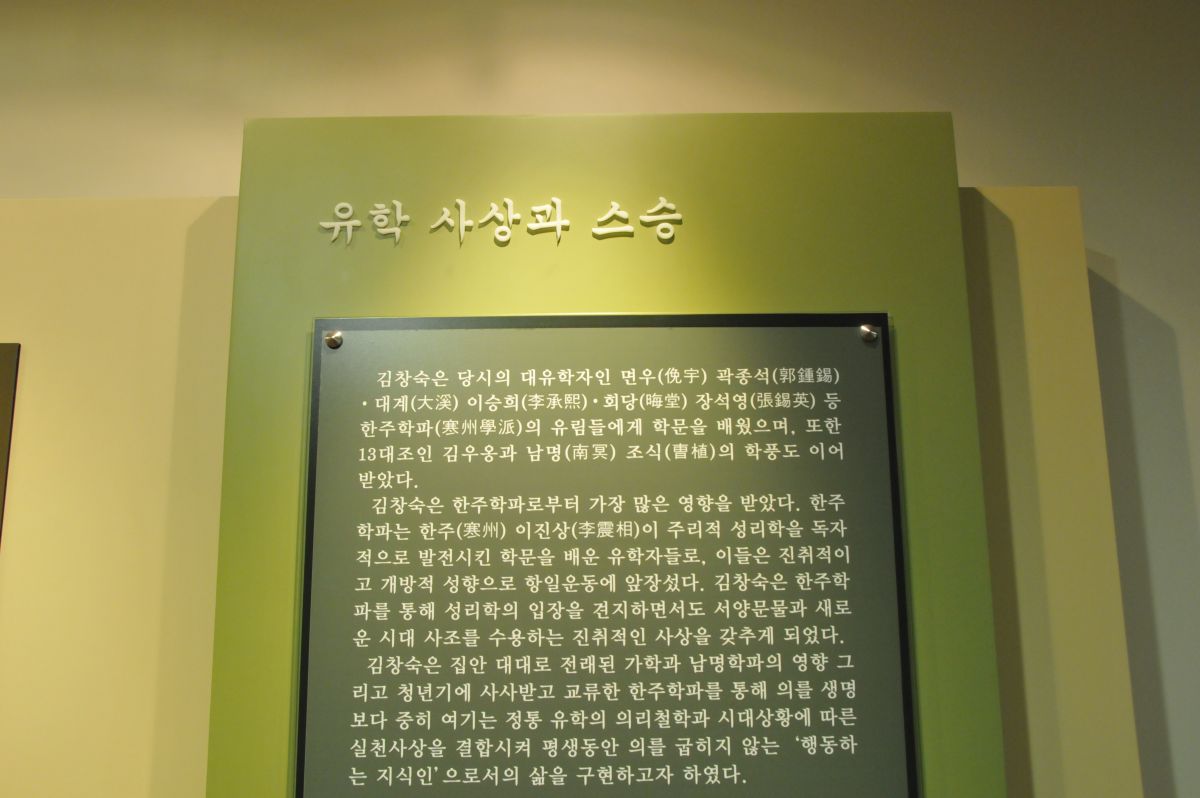 유학 사상과 스승
김창숙은 당시의 대유학자인 면우(俛宇) 곽종석(郭鍾錫)
・대계(大溪) 이승희(李承熙)・회당(晦堂) 장석영(張錫英) 등
한주학파(寒州學派)의 유림들에게 학문을 배웠으며, 또한
13대조인 김우옹과 남명(南冥) 조식(曺植)의 학풍도 이어
받았다.
김창숙은 한주학파로부터 가장 많은 영향을 받았다. 한주
학파는 한주(寒州) 이진상(李震相)이 주리적 성리학을 독자
적으로 발전시킨 학문을 배운 유학자들로, 이들은 진취적이
고 개방적 성향으로 항일운동에 앞장섰다. 김창숙은 한주학
파를 통해 성리학의 입장을 견지하면서도 서양문물과 새로
운 시대 사조를 수용하는 진취적인 사상을 갖추게 되었다.
김창숙은 집안 대대로 전래된 가학과 남명학파의 영향 그
리고 청년기에 사사받고 교류한 한주학파를 통해 의를 생명
보다 중히 여기는 정통 유학의 의리철학과 시대상황에 따른
실천사상을 결합시켜 평생동안 의를 굽히지 않는 ‘행동하
는 지식인’으로서의 삶을 구현하고자 하였다.